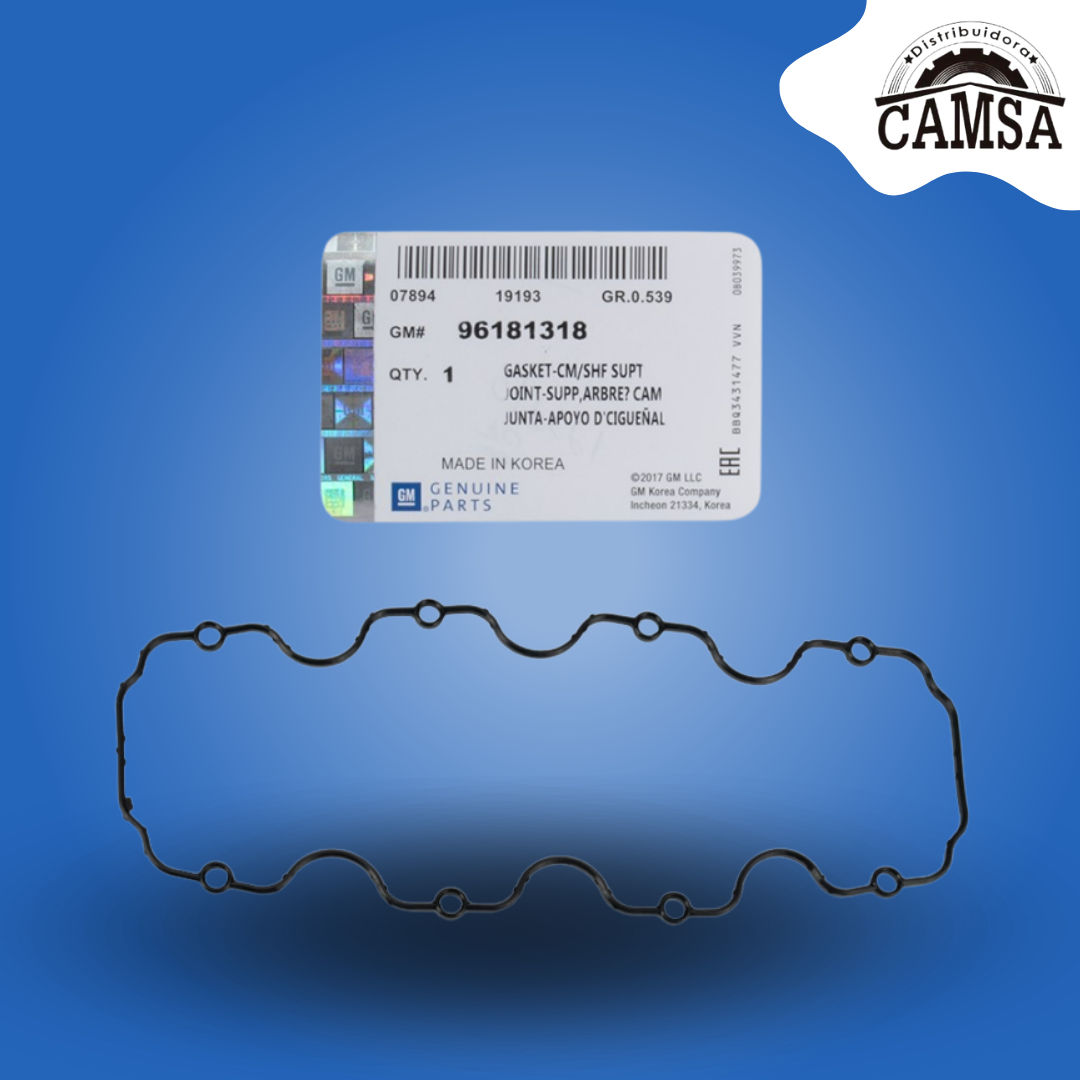 Distribuidora
CAMSA
GM
07894 19193 GR.0.539
GM# 96181318
QTY. 1
GASKET-CM/SHF SUPT
JOINT-SUPP,ARBRE? CAM
JUNTA-APOYO D'CIGUEÑAL
MADE IN KOREA
GM GENUINE
PARTS
©2017 GM LLC
GM Korea Company
Incheon 21334, Korea
EAC
BBQ3431477 VVN 08039973